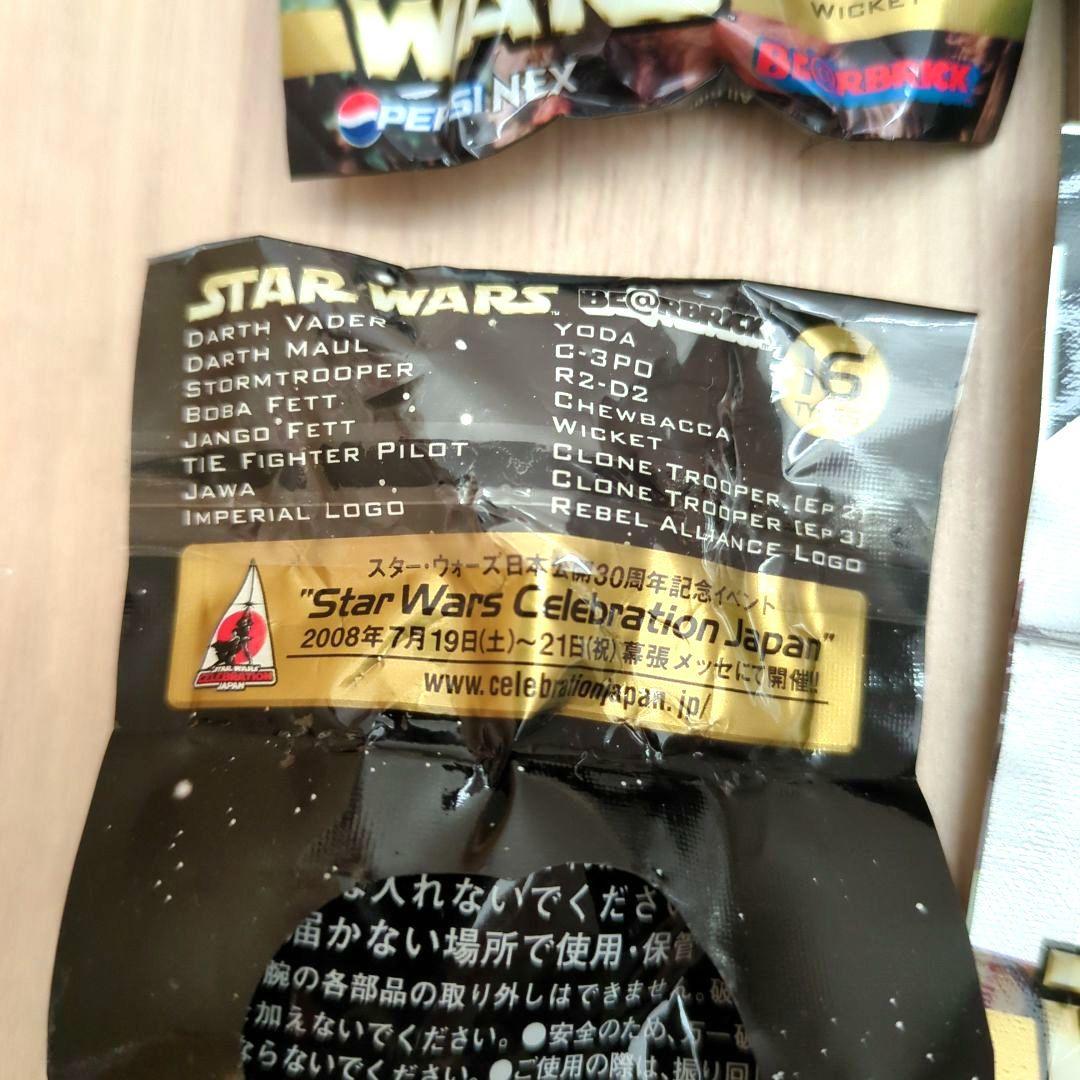 WARS
WICKET
PEPSI NEX
BE@RBRICK
STAR WARS BE@RBRICK
DARTH VADER
DARTH MAUL
STORMTROOPER
BOBA FETT
JANGO FETT
TIE FIGHTER PILOT
JAWA
IMPERIAL LOGO
YODA
C-3PO
R2-D2
CHEWBACCA
WICKET
CLONE TROOPER [EP 2]
CLONE TROOPER [EP 3]
REBEL ALLIANCE LOGO
16
スター・ウォーズ日本公開30周年記念イベント
"Star Wars Celebration Japan"
2008年7月19日(土)～21日(祝)幕張メッセにて開催!!
www.celebrationjapan.jp/
STAR WARS
CELEBRATION
JAPAN
入れないでくださ
届かない場所で使用・保管
腕の各部品の取り外しはできません。破
加えないでください。●安全のため、万一破
ならないでください。●ご使用の際は、振り回